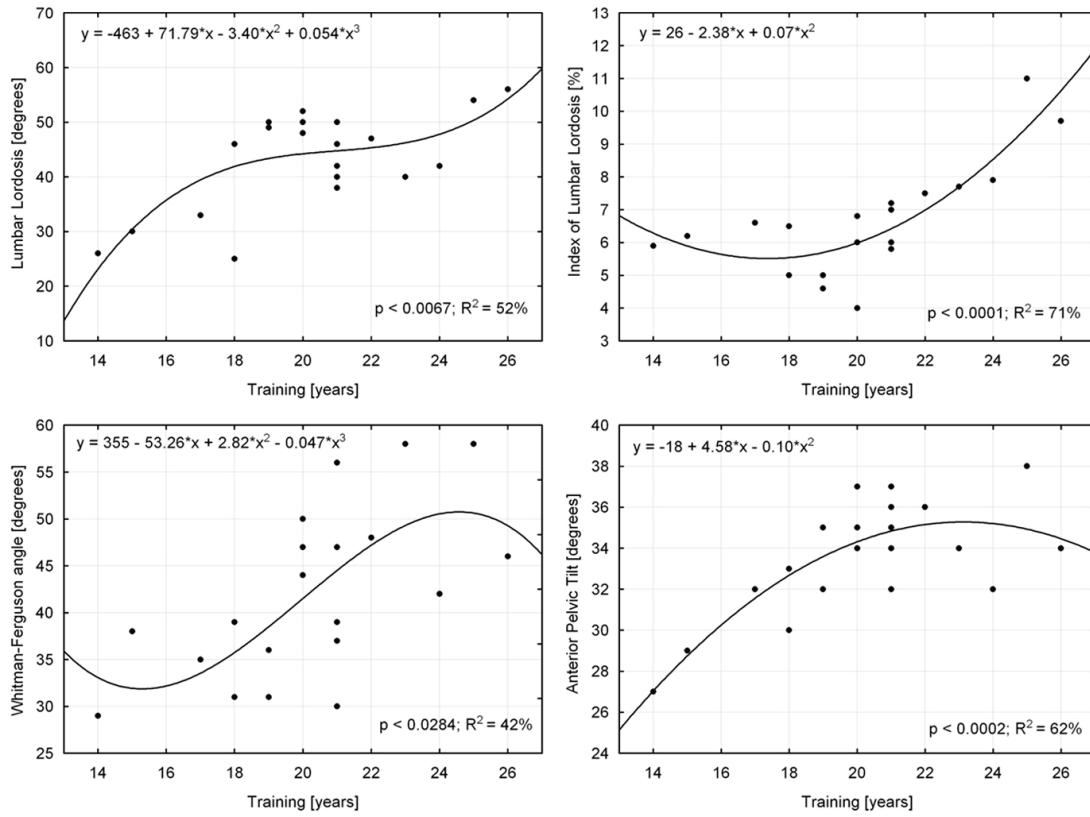 y = -463 + 71.79*x - 3.40*x² + 0.054*x³
70
60
50
40
30
20
10
Lumbar Lordosis [degrees]
p < 0.0067; R² = 52%
14 16 18 20 22 24 26
Training [years]
y = 26 - 2.38*x + 0.07*x²
13
12
11
10
9
8
7
6
5
4
3
Index of Lumbar Lordosis [%]
p < 0.0001; R² = 71%
14 16 18 20 22 24 26
Training [years]
y = 355 - 53.26*x + 2.82*x² - 0.047*x³
60
55
50
45
40
35
30
25
Whitman-Ferguson angle [degrees]
p < 0.0284; R² = 42%
14 16 18 20 22 24 26
Training [years]
y = -18 + 4.58*x - 0.10*x²
40
38
36
34
32
30
28
26
24
Anterior Pelvic Tilt [degrees]
p < 0.0002; R² = 62%
14 16 18 20 22 24 26
Training [years]